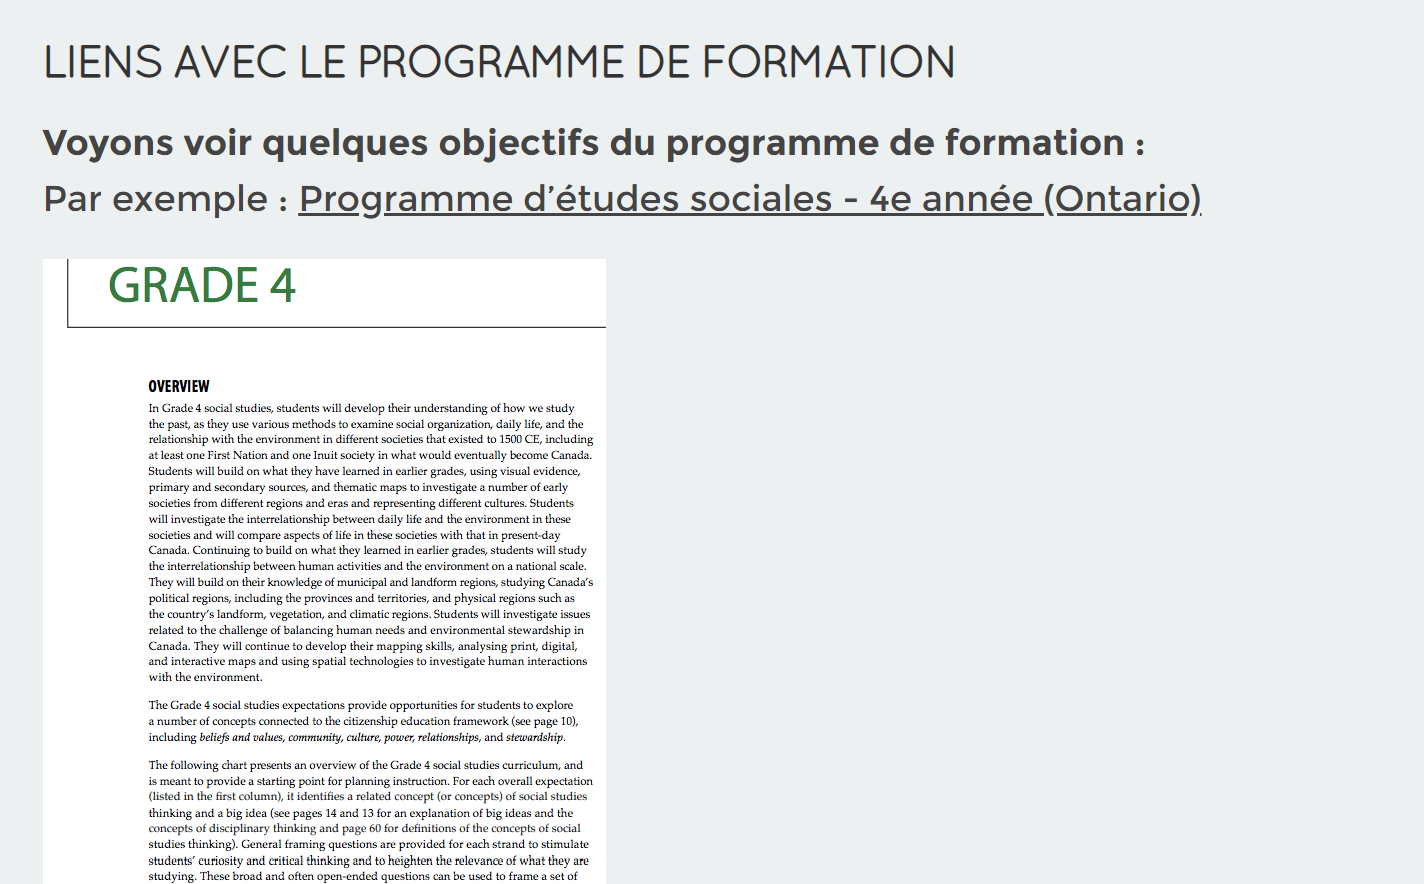 LIENS AVEC LE PROGRAMME DE FORMATION
Voyons voir quelques objectifs du programme de formation :
Par exemple : Programme d’études sociales - 4e année (Ontario)
GRADE 4
OVERVIEW
In Grade 4 social studies, students will develop their understanding of how we study
the past, as they use various methods to examine social organization, daily life, and the
relationship with the environment in different societies that existed to 1500 CE, including
at least one First Nation and one Inuit society in what would eventually become Canada.
Students will build on what they have learned in earlier grades, using visual evidence,
primary and secondary sources, and thematic maps to investigate a number of early
societies from different regions and eras and representing different cultures. Students
will investigate the interrelationship between daily life and the environment in these
societies and will compare aspects of life in these societies with that in present-day
Canada. Continuing to build on what they learned in earlier grades, students will study
the interrelationship between human activities and the environment on a national scale.
They will build on their knowledge of municipal and landform regions, studying Canada’s
political regions, including the provinces and territories, and physical regions such as
the country’s landform, vegetation, and climatic regions. Students will investigate issues
related to the challenge of balancing human needs and environmental stewardship in
Canada. They will continue to develop their mapping skills, analysing print, digital,
and interactive maps and using spatial technologies to investigate human interactions
with the environment.
The Grade 4 social studies expectations provide opportunities for students to explore
a number of concepts connected to the citizenship education framework (see page 10),
including beliefs and values, community, culture, power, relationships, and stewardship.
The following chart presents an overview of the Grade 4 social studies curriculum, and
is meant to provide a starting point for planning instruction. For each overall expectation
(listed in the first column), it identifies a related concept (or concepts) of social studies
thinking and a big idea (see pages 14 and 13 for an explanation of big ideas and the
concepts of disciplinary thinking and page 60 for definitions of the concepts of social
studies thinking). General framing questions are provided for each strand to stimulate
students’ curiosity and critical thinking and to heighten the relevance of what they are
studying. These broad and often open-ended questions can be used to frame a set of